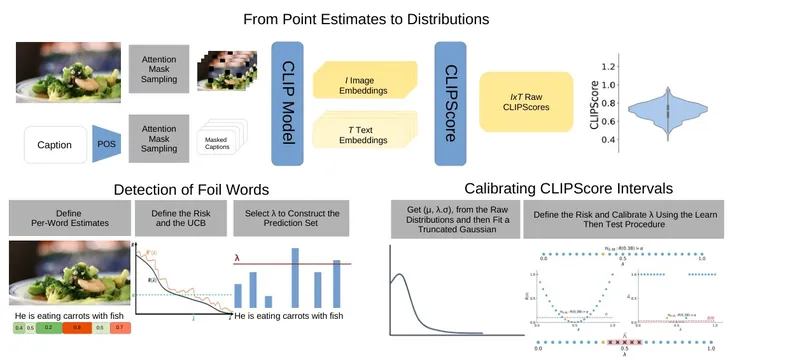 From Point Estimates to Distributions
Attention
Mask
Sampling
CLIP Model
I Image
Embeddings
CLIPScore
IxT Raw
CLIPScores
CLIPScore
1.2
1.0
0.8
0.6
0.4
Caption
POS
Attention
Mask
Sampling
Masked
Captions
T Text
Embeddings
Detection of Foil Words
Define
Per-Word Estimates
Define the Risk
and the UCB
Select λ to Construct the
Prediction Set
λ
He is eating carrots with fish
0.4 0.5 0.2 0.8 0.5 0.7
He is eating carrots with fish
Calibrating CLIPScore Intervals
Get (μ, λ.σ), from the Raw
Distributions and then Fit a
Truncated Gaussian
Define the Risk and Calibrate λ Using the Learn
Then Test Procedure
0.0 0.5 1.0
0.0 0.5 1.0
λ